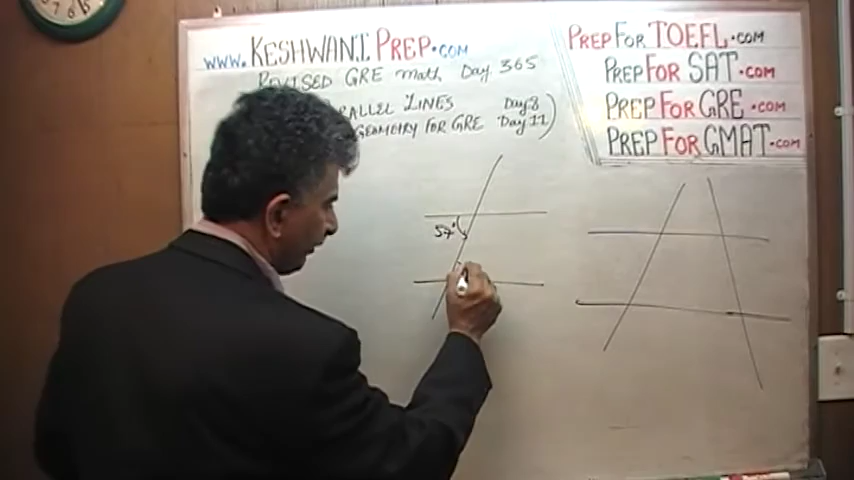 www. KESHWANI PREP.com
REVISED GRE math, Day 365
PARALLEL LINES Day 8
GEOMETRY FOR GRE Day 11
PREP FOR TOEFL.com
PREP FOR SAT.com
PREP FOR GRE.com
PREP FOR GMAT.com
57°